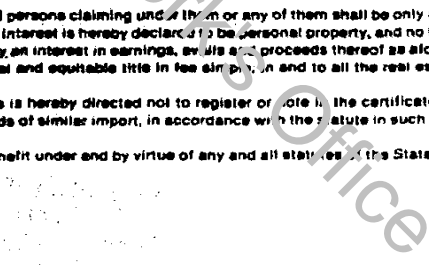 persons claiming under them or any of them shall be only
interest is hereby declared to be personal property, and no
an interest in earnings, avails and proceeds thereof as
and equitable title in fee simple, in and to all the real
is hereby directed not to register or note in the
of similar import, in accordance with the statute in such
under and by virtue of any and all statutes of the
Office